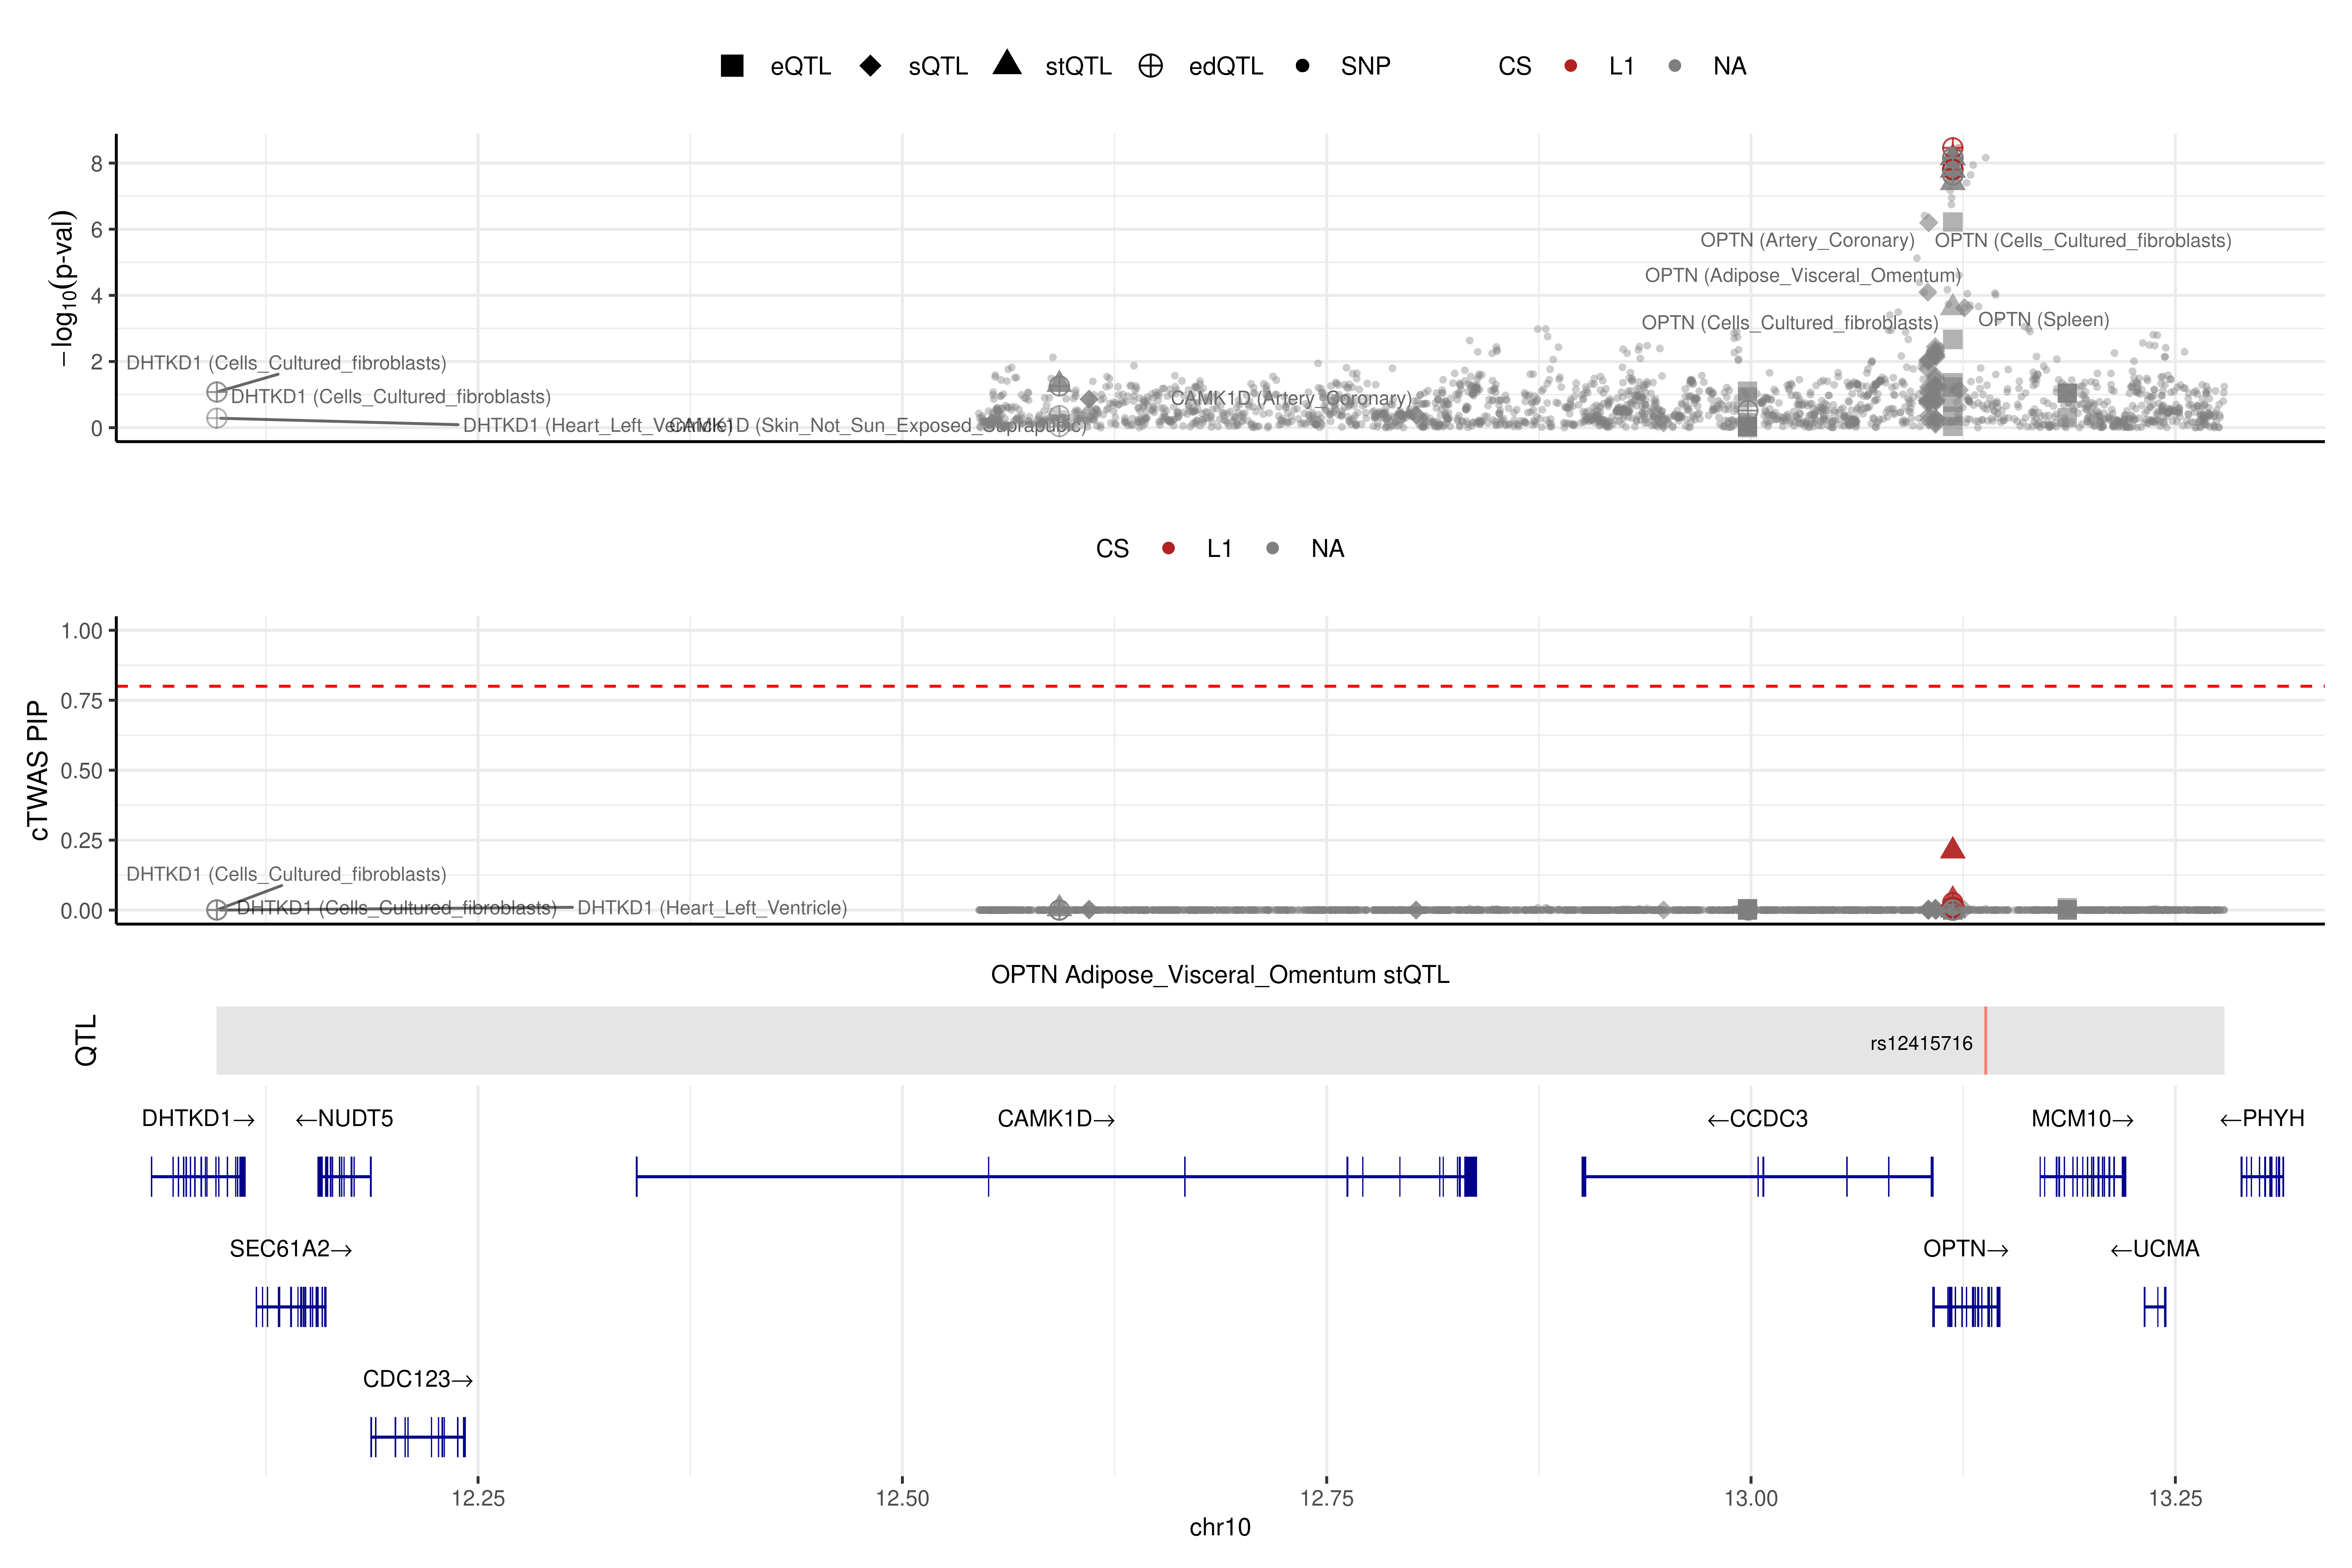 eQTL sQTL stQTL edQTL SNP CS L1 NA
−log10(p-val)
8
6
4
2
0
OPTN (Artery_Coronary) OPTN (Cells_Cultured_fibroblasts)
OPTN (Adipose_Visceral_Omentum)
OPTN (Cells_Cultured_fibroblasts) OPTN (Spleen)
DHTKD1 (Cells_Cultured_fibroblasts)
DHTKD1 (Cells_Cultured_fibroblasts) CAMK1D (Artery_Coronary)
DHTKD1 (Heart_Left_Ventricle) CAMK1D (Skin_Not_Sun_Exposed_Suprapubic)
CS L1 NA
cTWAS PIP
1.00
0.75
0.50
0.25
0.00
DHTKD1 (Cells_Cultured_fibroblasts)
DHTKD1 (Cells_Cultured_fibroblasts) DHTKD1 (Heart_Left_Ventricle)
OPTN Adipose_Visceral_Omentum stQTL
QTL
rs12415716
DHTKD1→ ←NUDT5 CAMK1D→ ←CCDC3 MCM10→ ←PHYH
SEC61A2→ OPTN→ ←UCMA
CDC123→
12.25 12.50 12.75 13.00 13.25
chr10